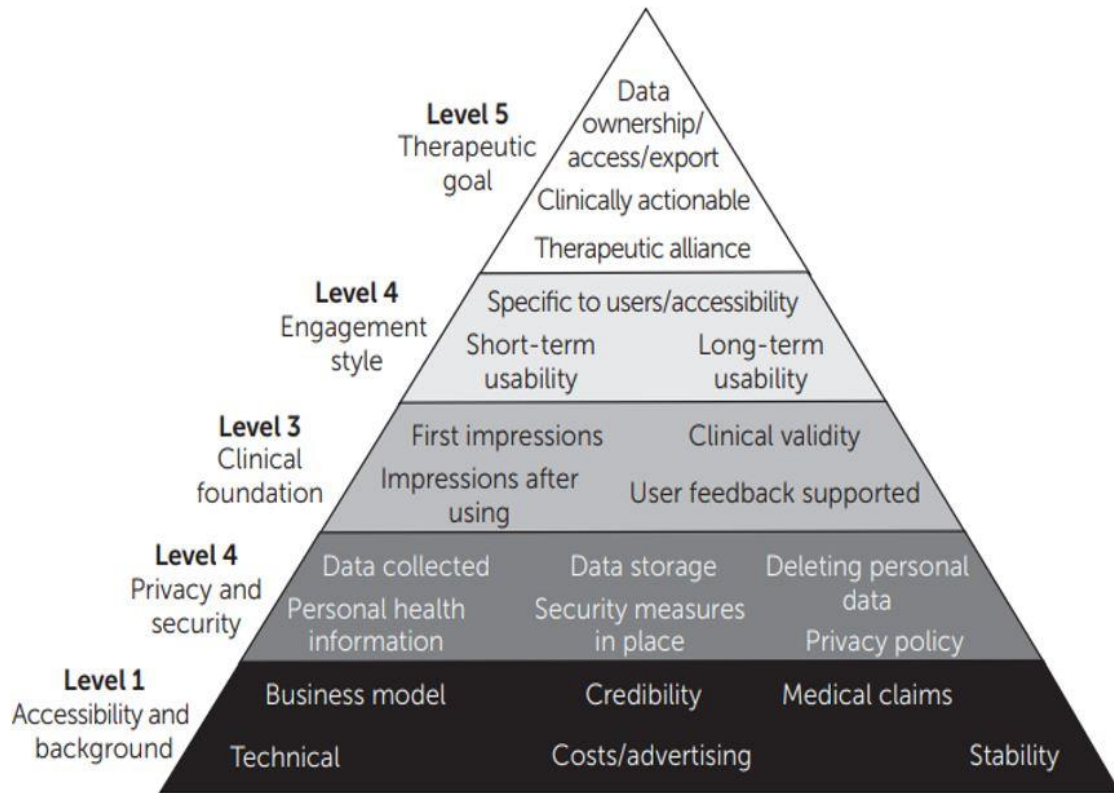 Level 5
Therapeutic
goal
Data
ownership/
access/export
Clinically actionable
Therapeutic alliance
Level 4
Engagement
style
Specific to users/accessibility
Short-term
usability
Long-term
usability
Level 3
Clinical
foundation
First impressions
Clinical validity
Impressions after
using
User feedback supported
Level 4
Privacy and
security
Data collected
Data storage
Deleting personal
data
Personal health
information
Security measures
in place
Privacy policy
Level 1
Accessibility and
background
Business model
Credibility
Medical claims
Technical
Costs/advertising
Stability